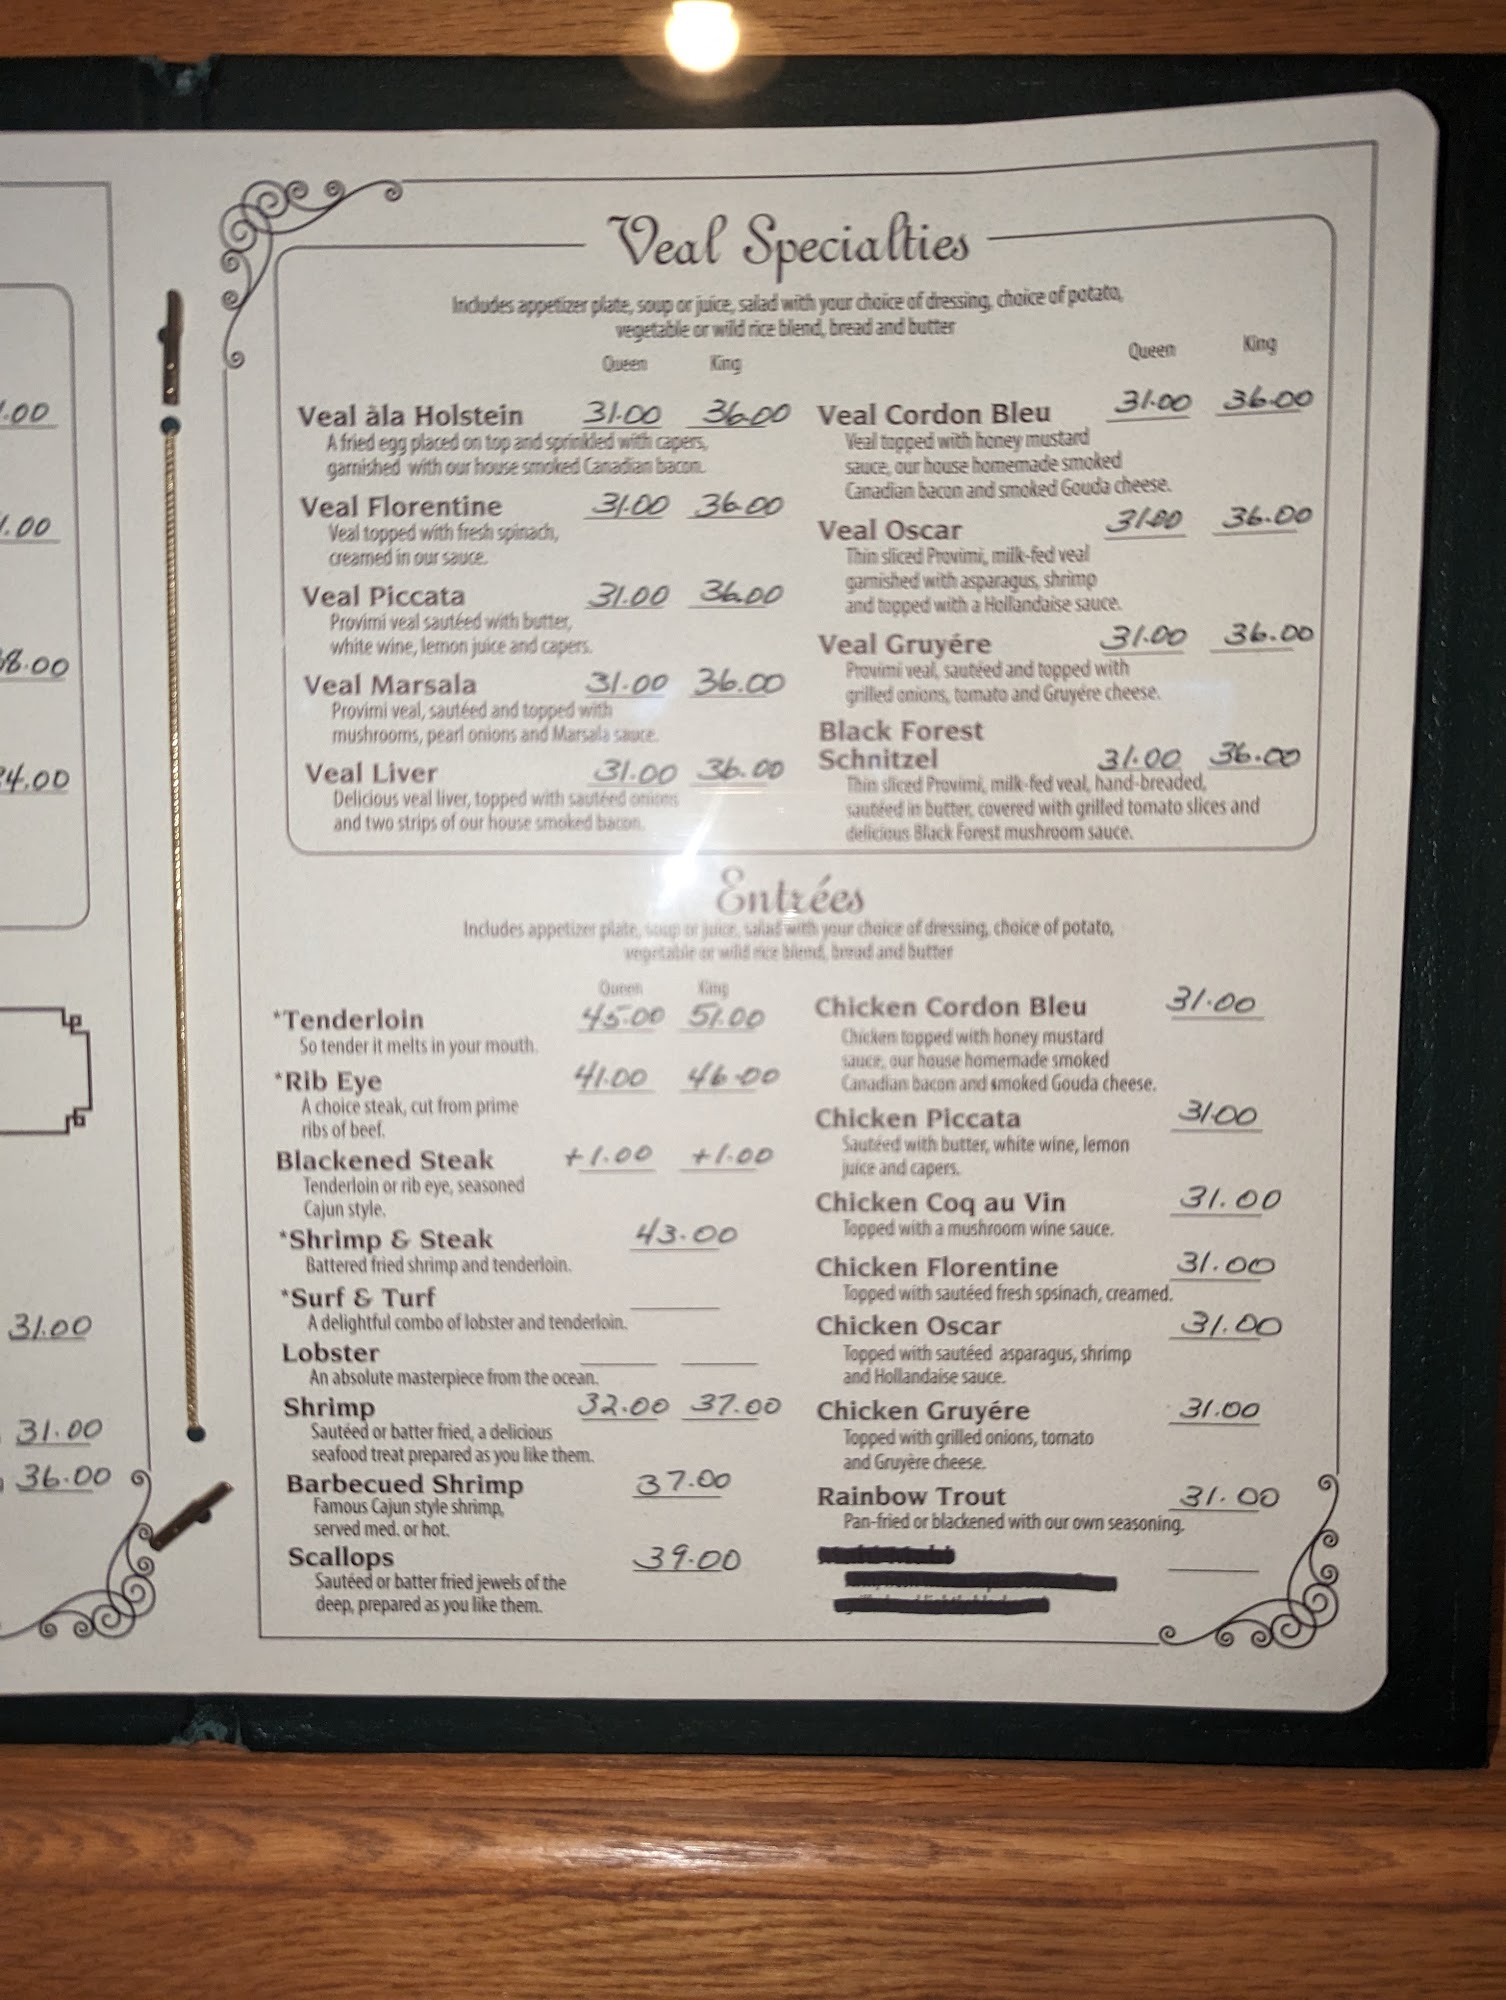 Veal Specialties
Includes appetizer plate, soup or juice, salad with your choice of dressing, choice of potato,
vegetable or wild rice blend, bread and butter
Queen King
Veal àla Holstein 31.00 36.00
A fried egg placed on top and sprinkled with capers,
garnished with our house smoked Canadian bacon.
Veal Florentine 31.00 36.00
Veal topped with fresh spinach,
creamed in our sauce.
Veal Piccata 31.00 36.00
Provimi veal sautéed with butter,
white wine, lemon juice and capers.
Veal Marsala 31.00 36.00
Provimi veal, sautéed and topped with
mushrooms, pearl onions and Marsala sauce.
Veal Liver 31.00 36.00
Delicious veal liver, topped with sautéed onions
and two strips of our house smoked bacon.
Queen King
Veal Cordon Bleu 31.00 36.00
Veal topped with honey mustard
sauce, our house homemade smoked
Canadian bacon and smoked Gouda cheese.
Veal Oscar 31.00 36.00
Thin sliced Provimi, milk-fed veal
garnished with asparagus, shrimp
and topped with a Hollandaise sauce.
Veal Gruyére 31.00 36.00
Provimi veal, sautéed and topped with
grilled onions, tomato and Gruyére cheese.
Black Forest
Schnitzel 31.00 36.00
Thin sliced Provimi, milk-fed veal, hand-breaded,
sautéed in butter, covered with grilled tomato slices and
delicious Black Forest mushroom sauce.
Entrées
Includes appetizer plate, soup or juice, salad with your choice of dressing, choice of potato,
vegetable or wild rice blend, bread and butter
Queen King
*Tenderloin 45.00 51.00
So tender it melts in your mouth.
*Rib Eye 41.00 46.00
A choice steak, cut from prime
ribs of beef.
Blackened Steak +1.00 +1.00
Tenderloin or rib eye, seasoned
Cajun style.
*Shrimp & Steak 43.00
Battered fried shrimp and tenderloin.
*Surf & Turf
A delightful combo of lobster and tenderloin.
Lobster
An absolute masterpiece from the ocean.
Shrimp 32.00 37.00
Sautéed or batter fried, a delicious
seafood treat prepared as you like them.
Barbecued Shrimp 37.00
Famous Cajun style shrimp,
served med. or hot.
Scallops 39.00
Sautéed or batter fried jewels of the
deep, prepared as you like them.
Chicken Cordon Bleu 31.00
Chicken topped with honey mustard
sauce, our house homemade smoked
Canadian bacon and smoked Gouda cheese.
Chicken Piccata 31.00
Sautéed with butter, white wine, lemon
juice and capers.
Chicken Coq au Vin 31.00
Topped with a mushroom wine sauce.
Chicken Florentine 31.00
Topped with sautéed fresh spsinach, creamed.
Chicken Oscar 31.00
Topped with sautéed asparagus, shrimp
and Hollandaise sauce.
Chicken Gruyére 31.00
Topped with grilled onions, tomato
and Gruyère cheese.
Rainbow Trout 31.00
Pan-fried or blackened with our own seasoning.
31.00
31.00
36.00